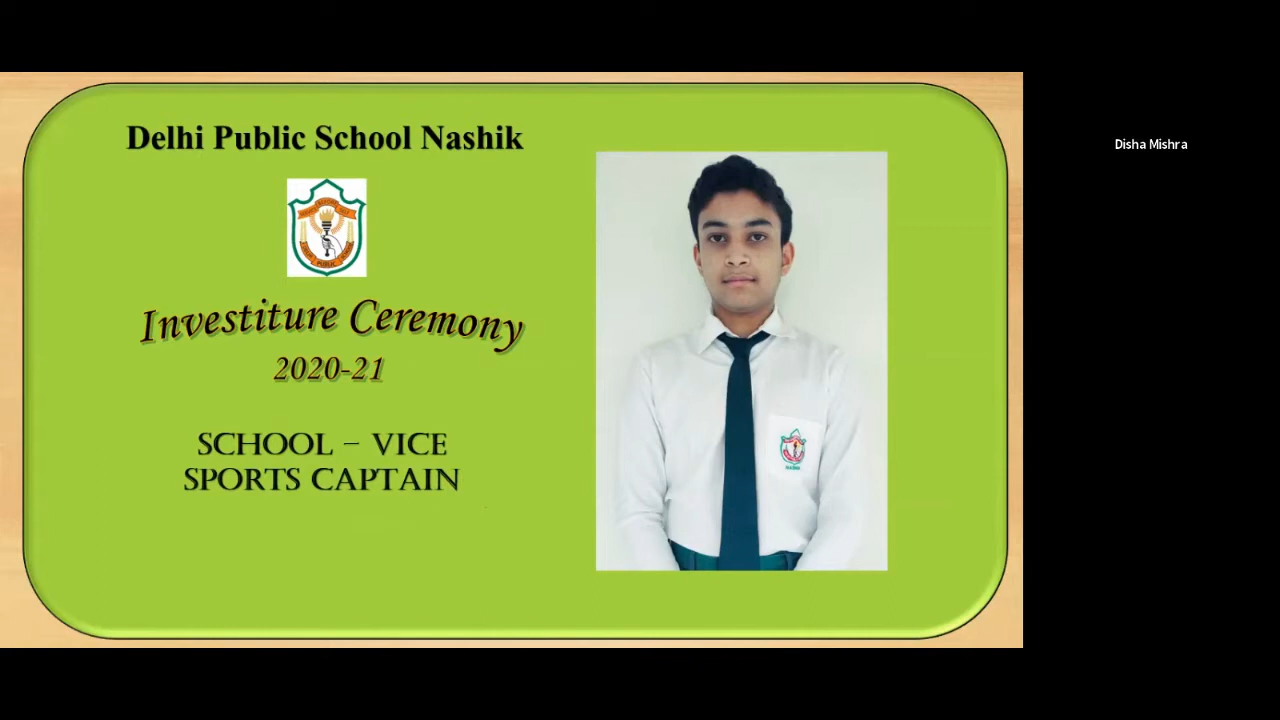 Delhi Public School Nashik
Investiture Ceremony
2020-21
SCHOOL – VICE
SPORTS CAPTAIN
Disha Mishra